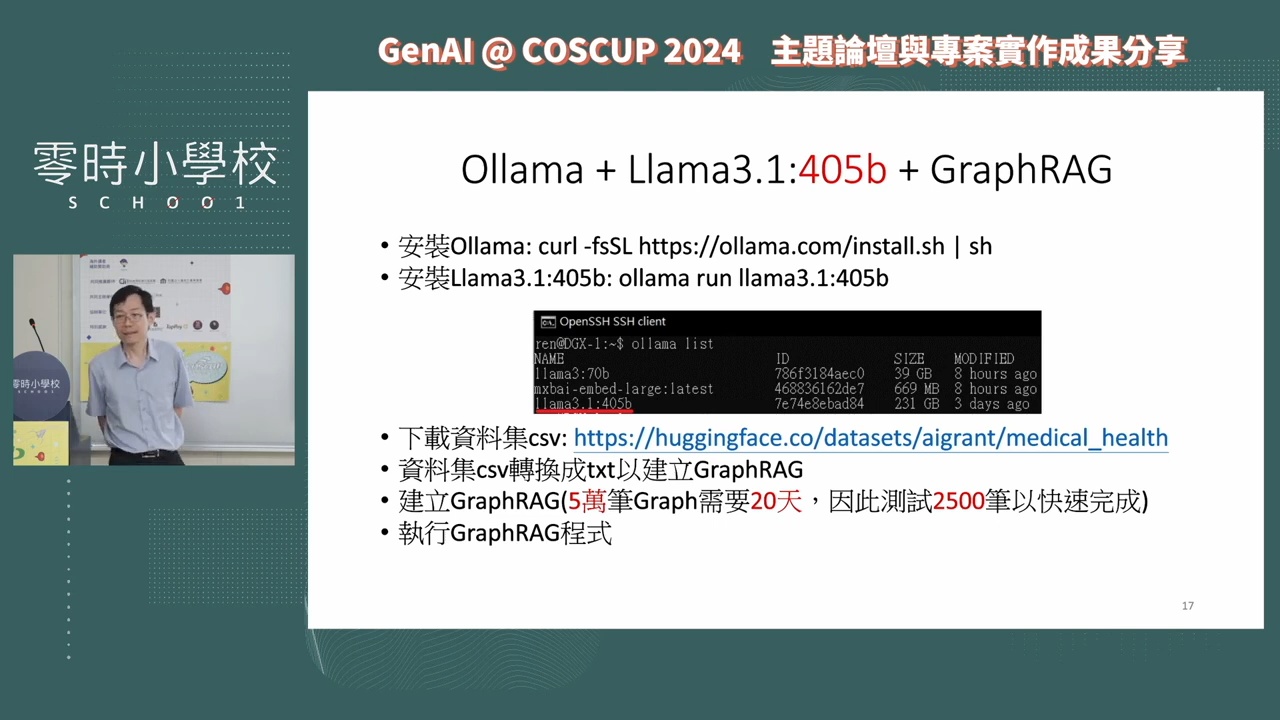 GenAI @ COSCUP 2024 主題論壇與專案實作成果分享
零時小學校
SCHOO1
Ollama + Llama3.1:405b + GraphRAG
• 安裝Ollama: curl -fsSL https://ollama.com/install.sh | sh
• 安裝Llama3.1:405b: ollama run llama3.1:405b
OpenSSH SSH client
ren@DGX-1:~$ ollama list
NAME ID SIZE MODIFIED
llama3:70b 786f3184aec0 39 GB 8 hours ago
mxbai-embed-large:latest 468836162de7 669 MB 8 hours ago
llama3.1:405b 7e74e8ebad84 231 GB 3 days ago
• 下載資料集csv: https://huggingface.co/datasets/aigrant/medical_health
• 資料集csv轉換成txt以建立GraphRAG
• 建立GraphRAG(5萬筆Graph需要20天，因此測試2500筆以快速完成)
• 執行GraphRAG程式
17
零時小學校